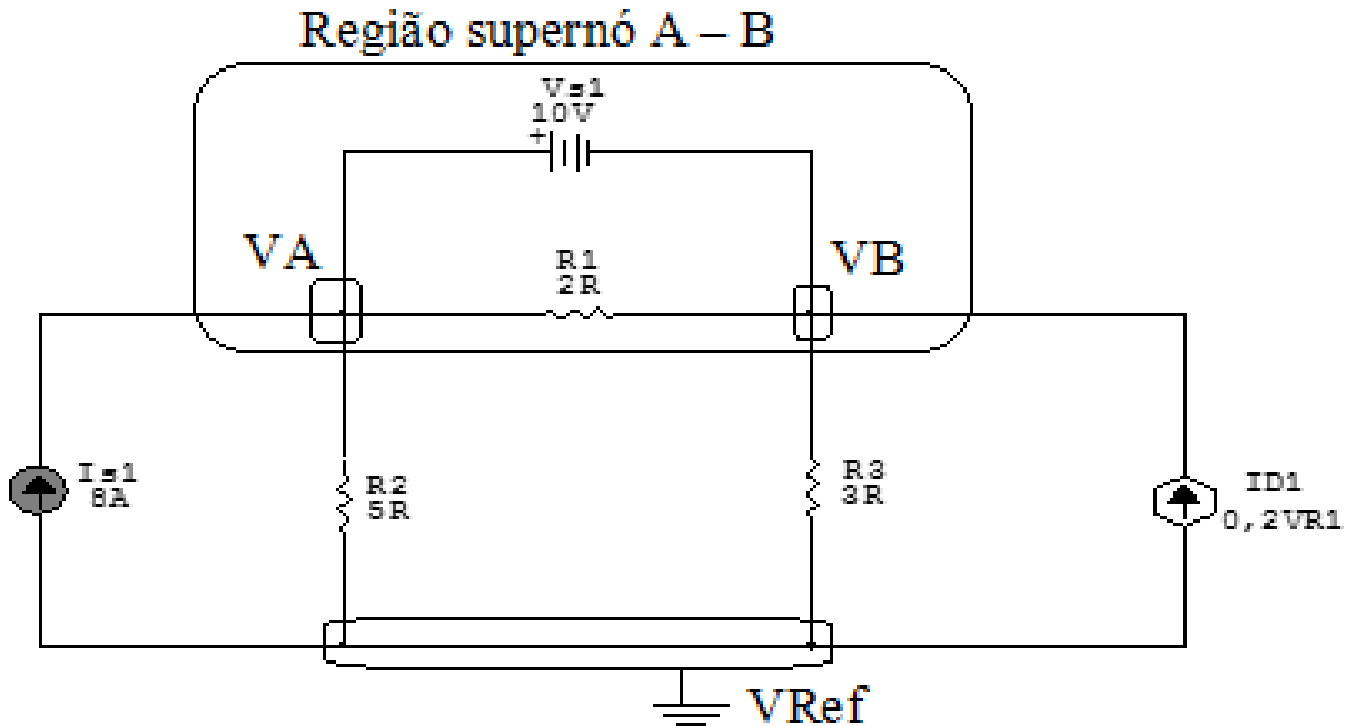 Região supernó A – B
Vs1
10V
+
VA
R1
2R
VB
Is1
8A
R2
5R
R3
3R
ID1
0,2VR1
VRef